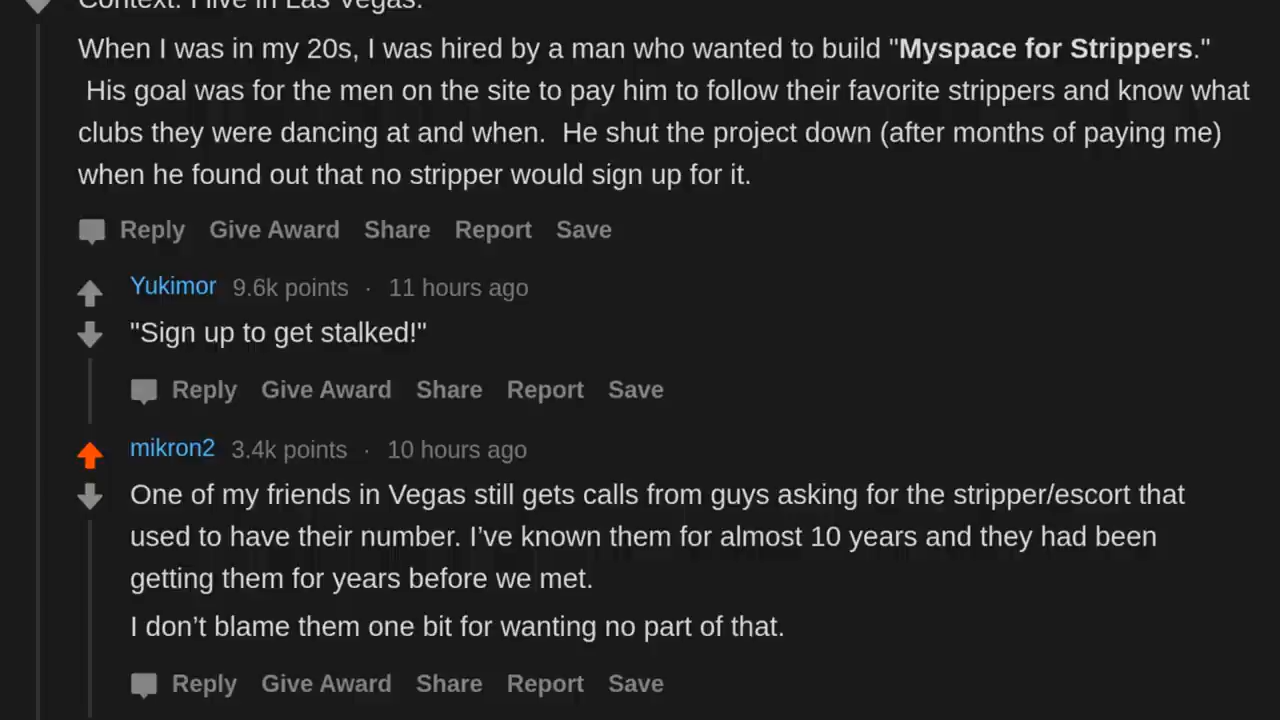 Context: I live in Las Vegas.
When I was in my 20s, I was hired by a man who wanted to build "Myspace for Strippers."
His goal was for the men on the site to pay him to follow their favorite strippers and know what
clubs they were dancing at and when.  He shut the project down (after months of paying me)
when he found out that no stripper would sign up for it.
Reply Give Award Share Report Save
Yukimor 9.6k points · 11 hours ago
"Sign up to get stalked!"
Reply Give Award Share Report Save
mikron2 3.4k points · 10 hours ago
One of my friends in Vegas still gets calls from guys asking for the stripper/escort that
used to have their number. I’ve known them for almost 10 years and they had been
getting them for years before we met.
I don’t blame them one bit for wanting no part of that.
Reply Give Award Share Report Save